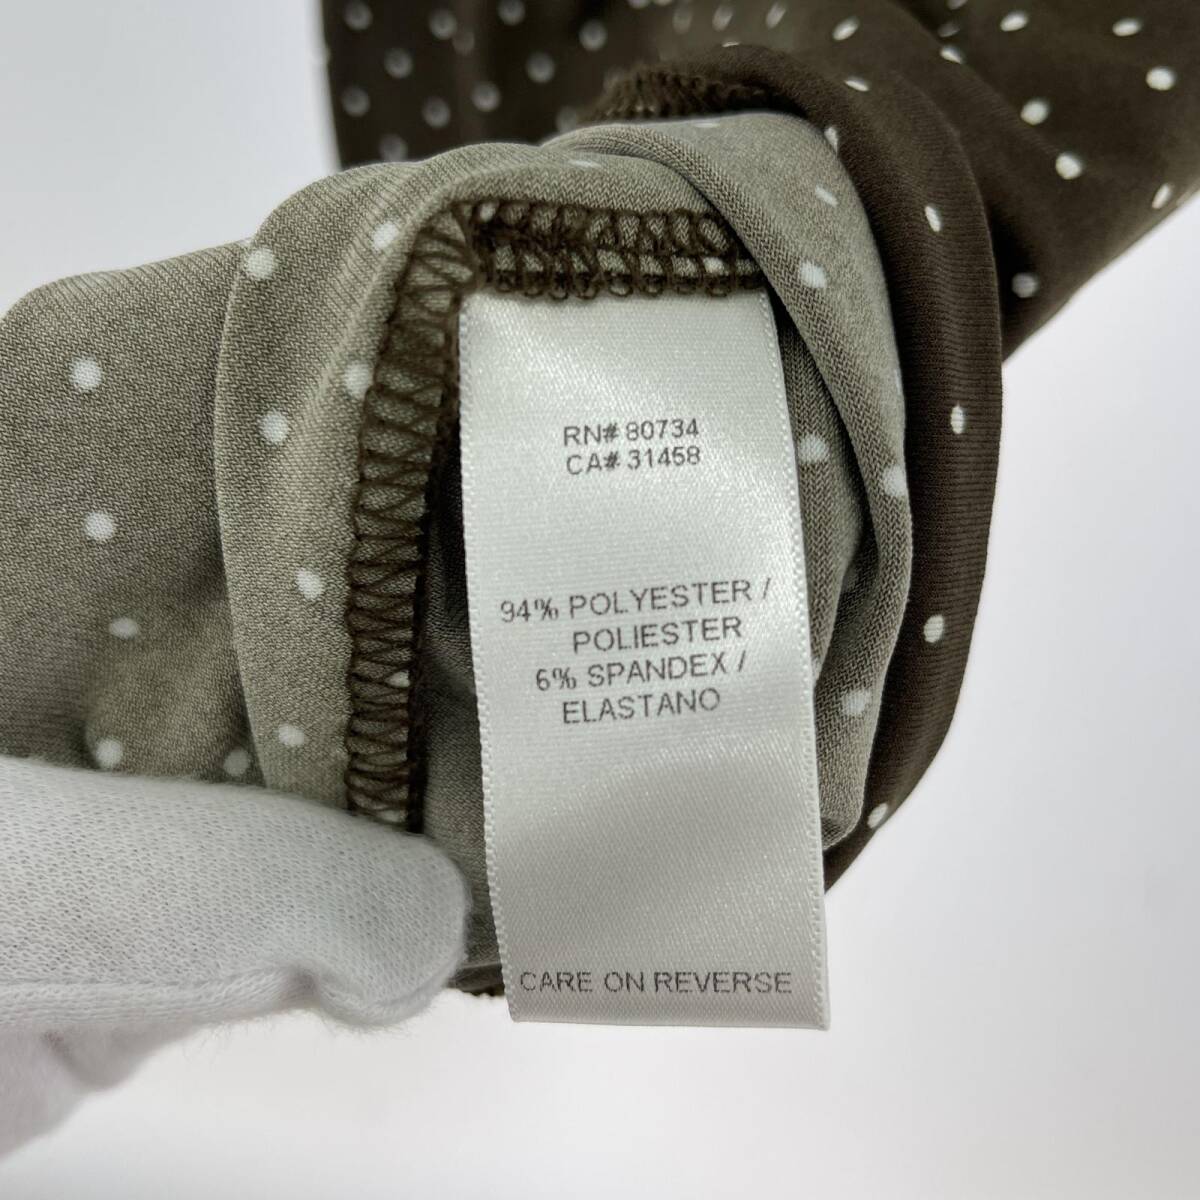 RN# 80734
CA# 31458
94% POLYESTER /
POLIESTER
6% SPANDEX /
ELASTANO
CARE ON REVERSE